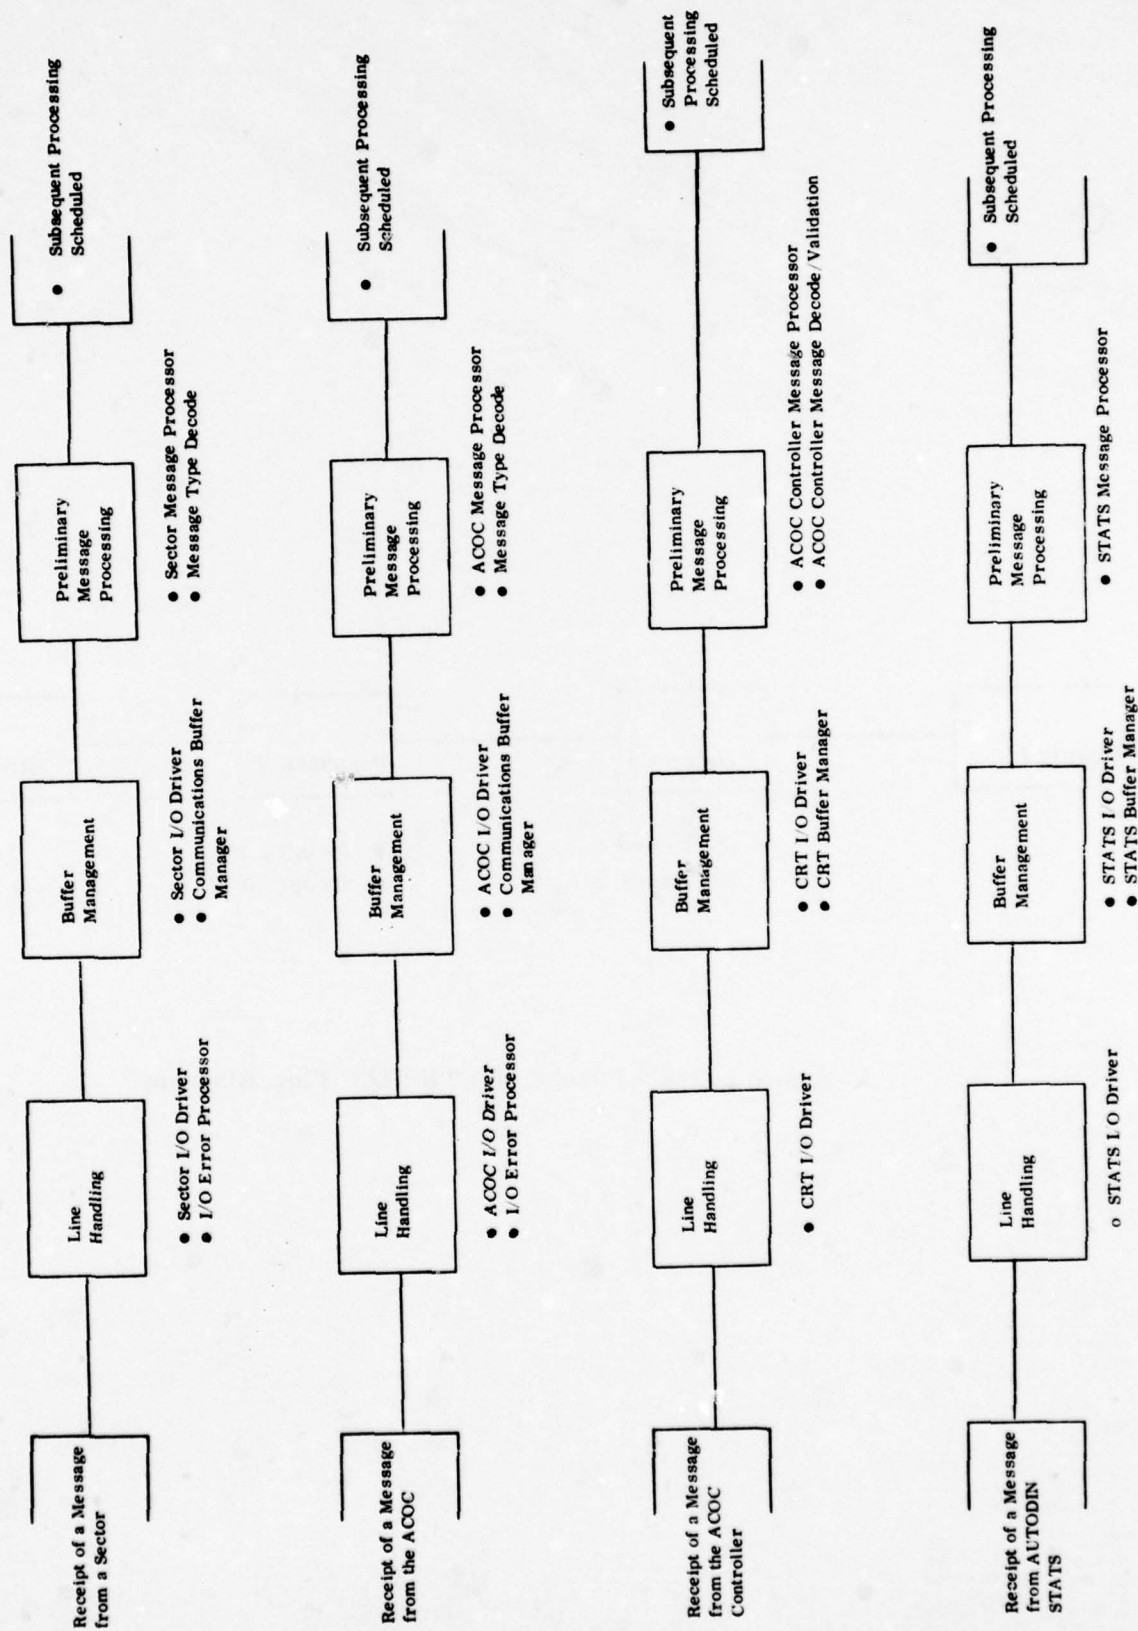 Receipt of a Message
from a Sector
Line
Handling
● Sector I/O Driver
● I/O Error Processor
Buffer
Management
● Sector I/O Driver
● Communications Buffer
Manager
Preliminary
Message
Processing
● Sector Message Processor
● Message Type Decode
● Subsequent Processing
Scheduled
Receipt of a Message
from the ACOC
Line
Handling
● ACOC I/O Driver
● I/O Error Processor
Buffer
Management
● ACOC I/O Driver
● Communications Buffer
Manager
Preliminary
Message
Processing
● ACOC Message Processor
● Message Type Decode
● Subsequent Processing
Scheduled
Receipt of a Message
from the ACOC
Controller
Line
Handling
● CRT I/O Driver
Buffer
Management
● CRT I/O Driver
● CRT Buffer Manager
Preliminary
Message
Processing
● ACOC Controller Message Processor
● ACOC Controller Message Decode/Validation
● Subsequent
Processing
Scheduled
Receipt of a Message
from AUTODIN
STATS
Line
Handling
o STATS I/O Driver
Buffer
Management
● STATS I/O Driver
● STATS Buffer Manager
Preliminary
Message
Processing
● STATS Message Processor
● Subsequent Processing
Scheduled